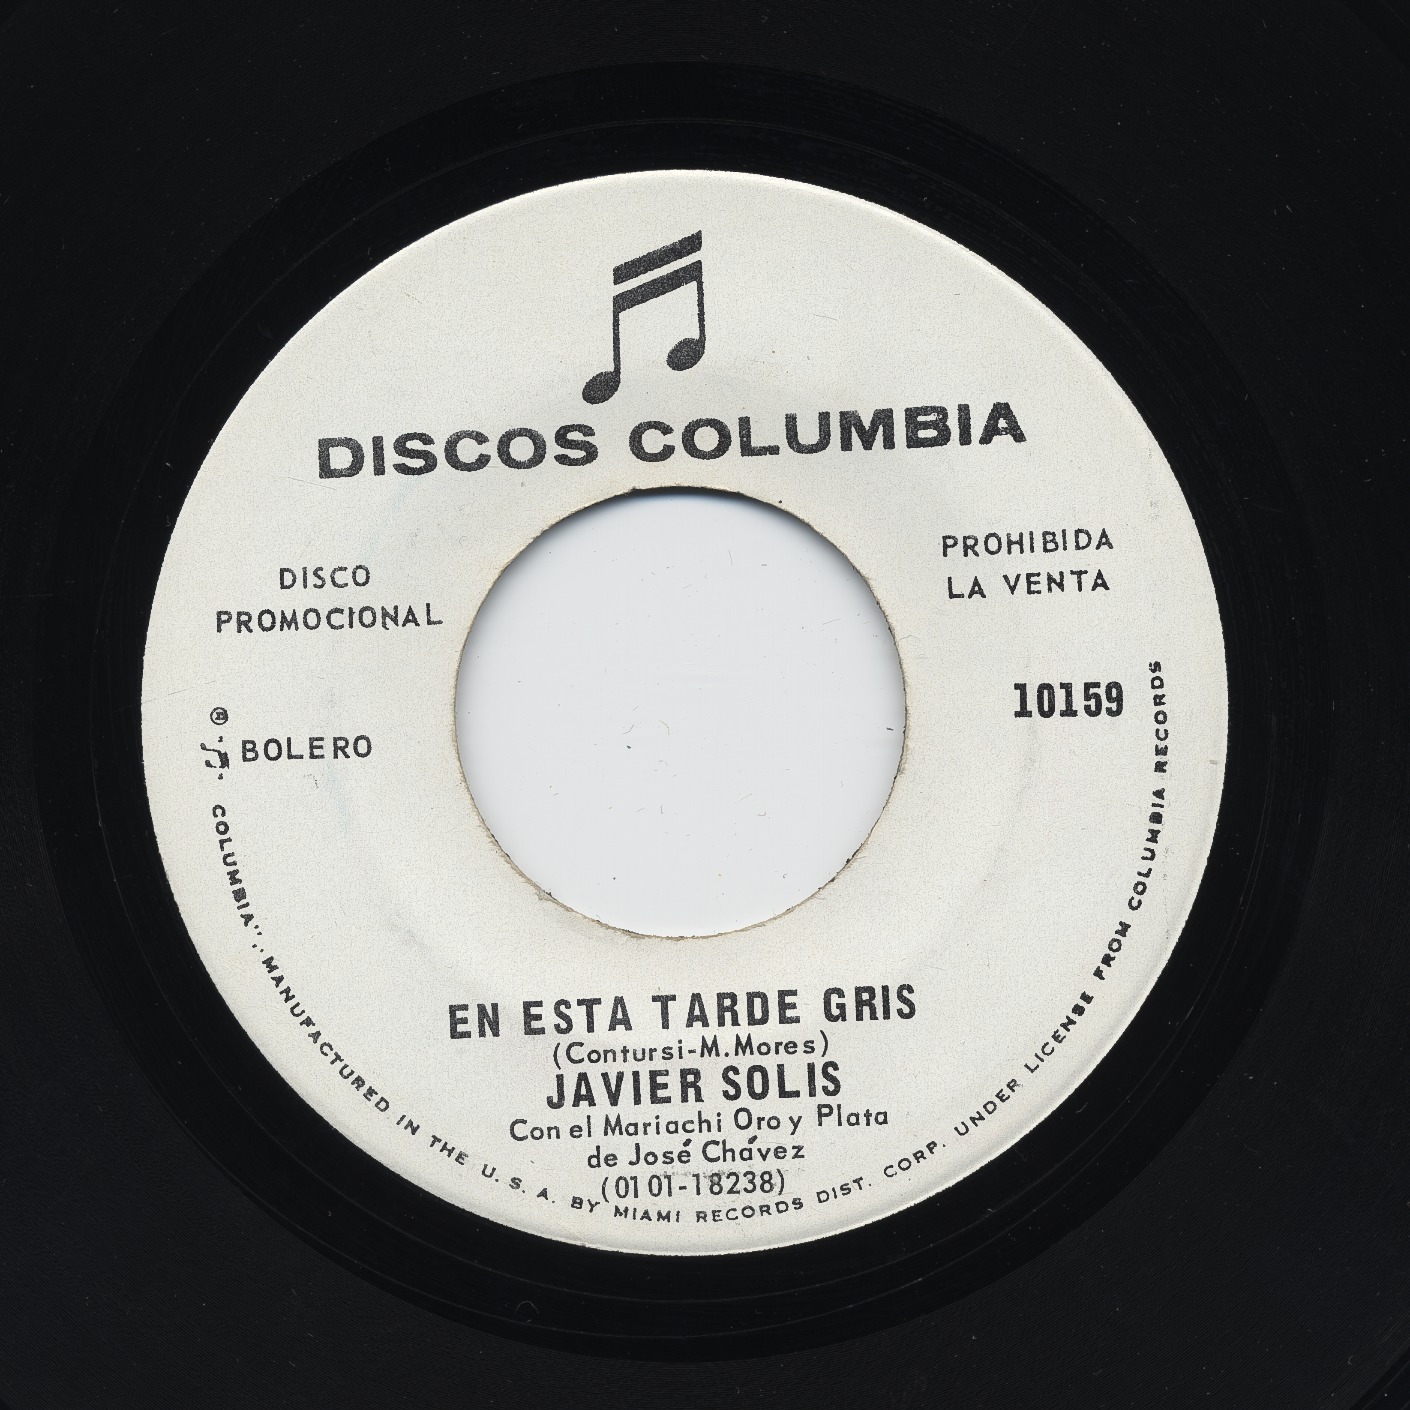 DISCOS COLUMBIA
DISCO
PROMOCIONAL
PROHIBIDA
LA VENTA
10159
BOLERO
EN ESTA TARDE GRIS
(Contursi-M.Mores)
JAVIER SOLIS
Con el Mariachi Oro y Plata
de José Chávez
(01 01-18238)
® COLUMBIA". MANUFACTURED IN THE U. S. A. BY MIAMI RECORDS DIST. CORP. UNDER LICENSE FROM COLUMBIA RECORDS